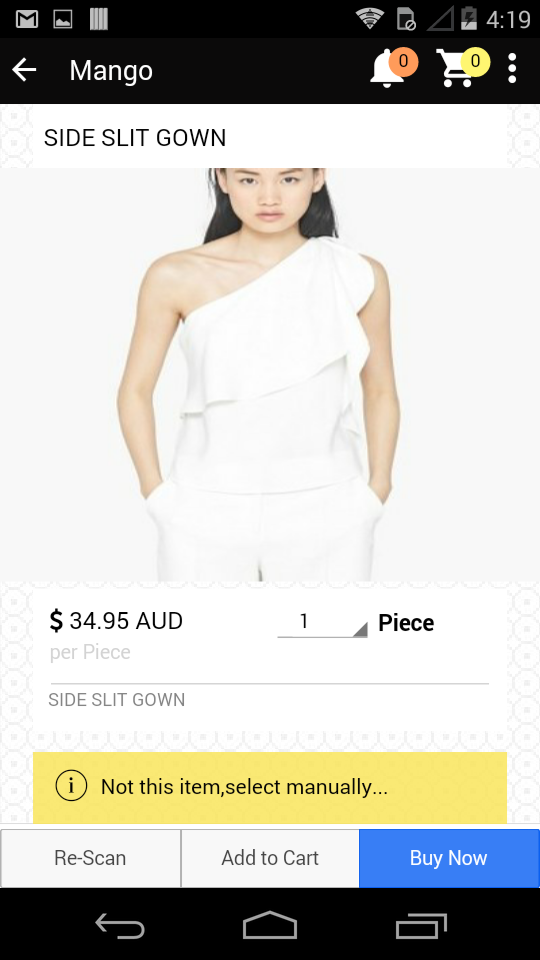 4:19
Mango
0
0
SIDE SLIT GOWN
$ 34.95 AUD
1
Piece
per Piece
SIDE SLIT GOWN
i
Not this item,select manually...
Re-Scan
Add to Cart
Buy Now